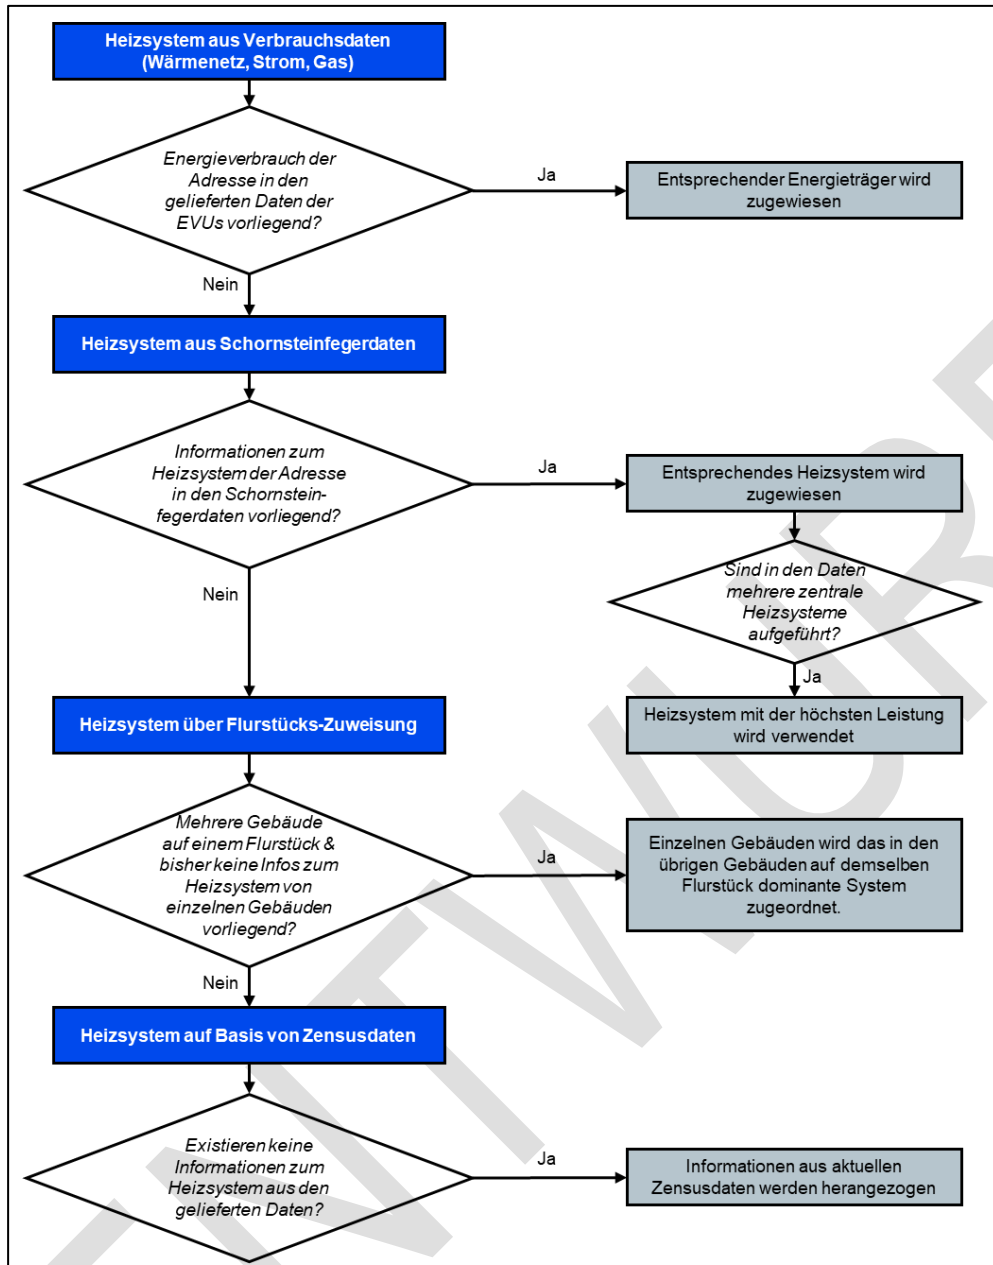 Heizsystem aus Verbrauchsdaten
(Wärmenetz, Strom, Gas)
Energieverbrauch der
Adresse in den
gelieferten Daten der
EVUs vorliegend?
Ja
Entsprechender Energieträger wird
zugewiesen
Nein
Heizsystem aus Schornsteinfegerdaten
Informationen zum
Heizsystem der Adresse
in den Schornstein-
fegerdaten vorliegend?
Ja
Entsprechendes Heizsystem wird
zugewiesen
Nein
Sind in den Daten
mehrere zentrale
Heizsysteme
aufgeführt?
Ja
Heizsystem mit der höchsten Leistung
wird verwendet
Heizsystem über Flurstücks-Zuweisung
Mehrere Gebäude
auf einem Flurstück &
bisher keine Infos zum
Heizsystem von
einzelnen Gebäuden
vorliegend?
Ja
Einzelnen Gebäuden wird das in den
übrigen Gebäuden auf demselben
Flurstück dominante System
zugeordnet.
Nein
Heizsystem auf Basis von Zensusdaten
Existieren keine
Informationen zum
Heizsystem aus den
gelieferten Daten?
Ja
Informationen aus aktuellen
Zensusdaten werden herangezogen
ENTWURF